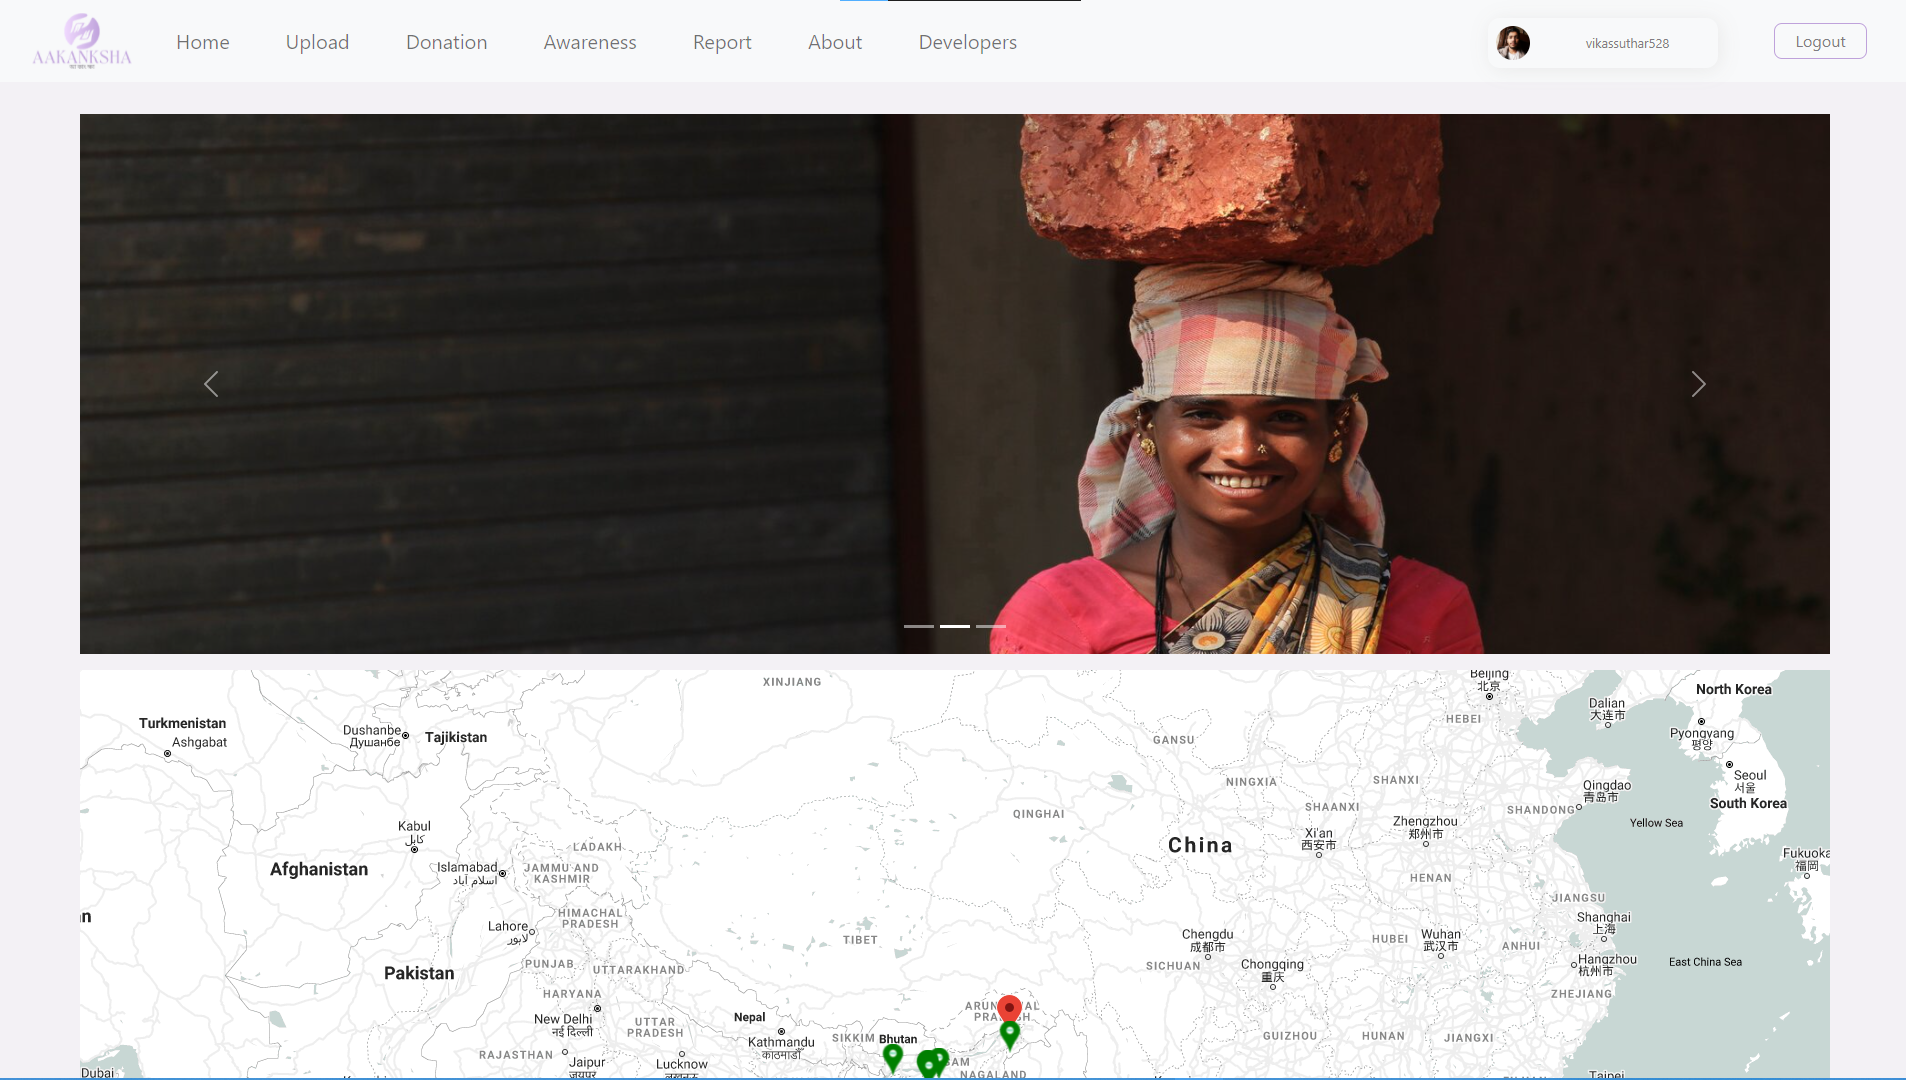 AAKANKSHA
Home
Upload
Donation
Awareness
Report
About
Developers
vikassuthar528
Logout
XINJIANG
Beijing
北京
North Korea
Turkmenistan
Ashgabat
Dushanbe
Душанбе
Tajikistan
HEBEI
Dalian
大连市
Pyongyang
평양
GANSU
NINGXIA
SHANXI
Seoul
서울
South Korea
Qingdao
青岛市
SHANDONG
SHAANXI
QINGHAI
Yellow Sea
Kabul
کابل
Xi'an
西安市
Zhengzhou
郑州市
China
LADAKH
Afghanistan
Islamabad
اسلام آباد
JAMMU AND
KASHMIR
Fukuoka
福岡
HENAN
JIANGSU
HIMACHAL
PRADESH
Shanghai
上海
Lahore
لاہور
TIBET
Chengdu
成都市
HUBEI
Wuhan
武汉市
ANHUI
Pakistan
PUNJAB
UTTARAKHAND
SICHUAN
Chongqing
重庆
Hangzhou
杭州市
East China Sea
HARYANA
ZHEJIANG
New Delhi
नई दिल्ली
UTTAR
PRADESH
Nepal
Kathmandu
काठमाडौं
SIKKIM
Bhutan
GUIZHOU
HUNAN
JIANGXI
RAJASTHAN
Jaipur
जयपुर
Lucknow
लखनऊ
NAGALAND
Dubai
Taipei